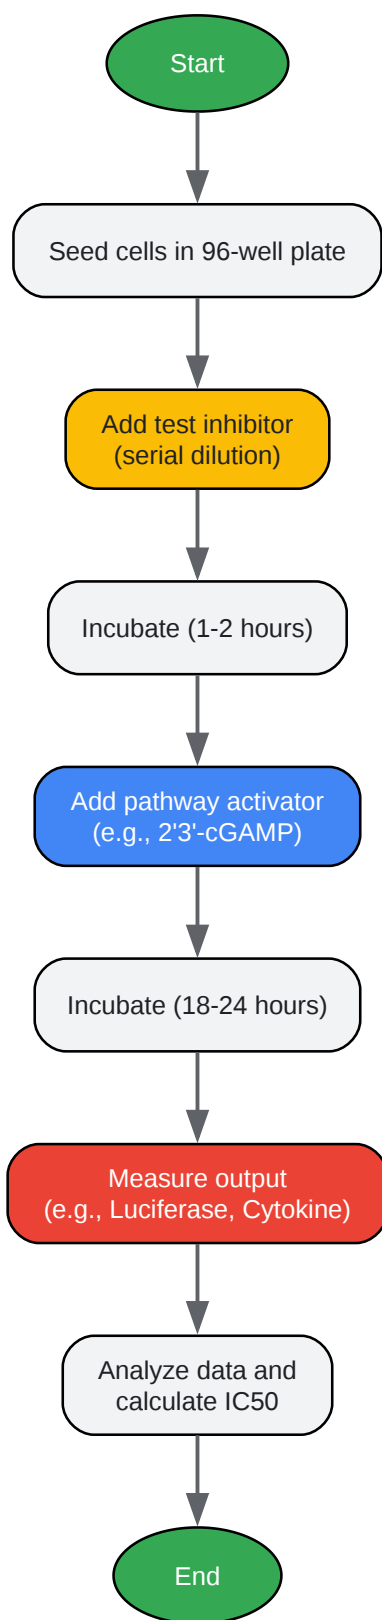 Start
Seed cells in 96-well plate
Add test inhibitor
(serial dilution)
Incubate (1-2 hours)
Add pathway activator
(e.g., 2'3'-cGAMP)
Incubate (18-24 hours)
Measure output
(e.g., Luciferase, Cytokine)
Analyze data and
calculate IC50
End